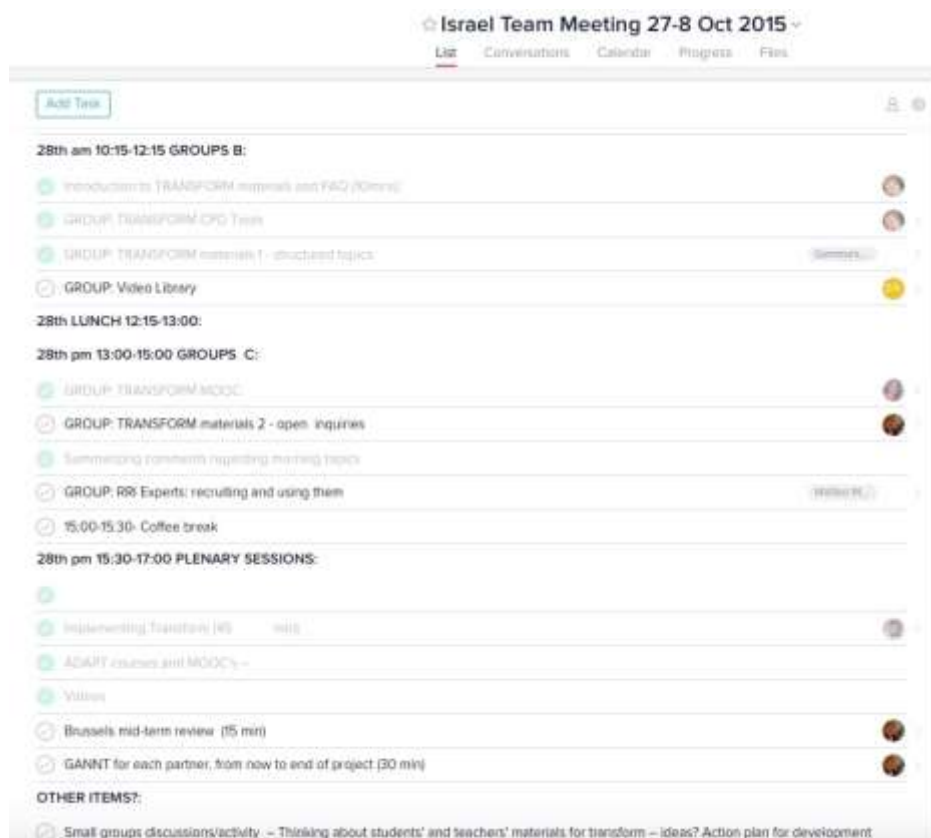 Israel Team Meeting 27-8 Oct 2015
List Conversations Calendar Progress Files
Add Task
28th am 10:15-12:15 GROUPS B:
Introduction to TRANSFORM materials and FAQ (10mins)
GROUP: TRANSFORM CPD Tools
GROUP: TRANSFORM materials 1 - structured topics
GROUP: Video Library
28th LUNCH 12:15-13:00:
28th pm 13:00-15:00 GROUPS C:
GROUP: TRANSFORM MOOC
GROUP: TRANSFORM materials 2 - open inquiries
Summarizing comments regarding morning topics
GROUP: RRI Experts: recruiting and using them
15:00-15:30- Coffee break
28th pm 15:30-17:00 PLENARY SESSIONS:
Implementing Transform (45 min)
ADAPT courses and MOOC's –
Videos
Brussels mid-term review (15 min)
GANNT for each partner, from now to end of project (30 min)
OTHER ITEMS?:
Small groups discussions/activity – Thinking about students' and teachers' materials for transform – ideas? Action plan for development